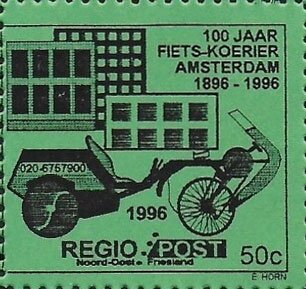 100 JAAR
FIETS-KOERIER
AMSTERDAM
1896 - 1996
020-6757900
1996
REGIO POST
Noord-Oost Friesland
50c
E. HORN